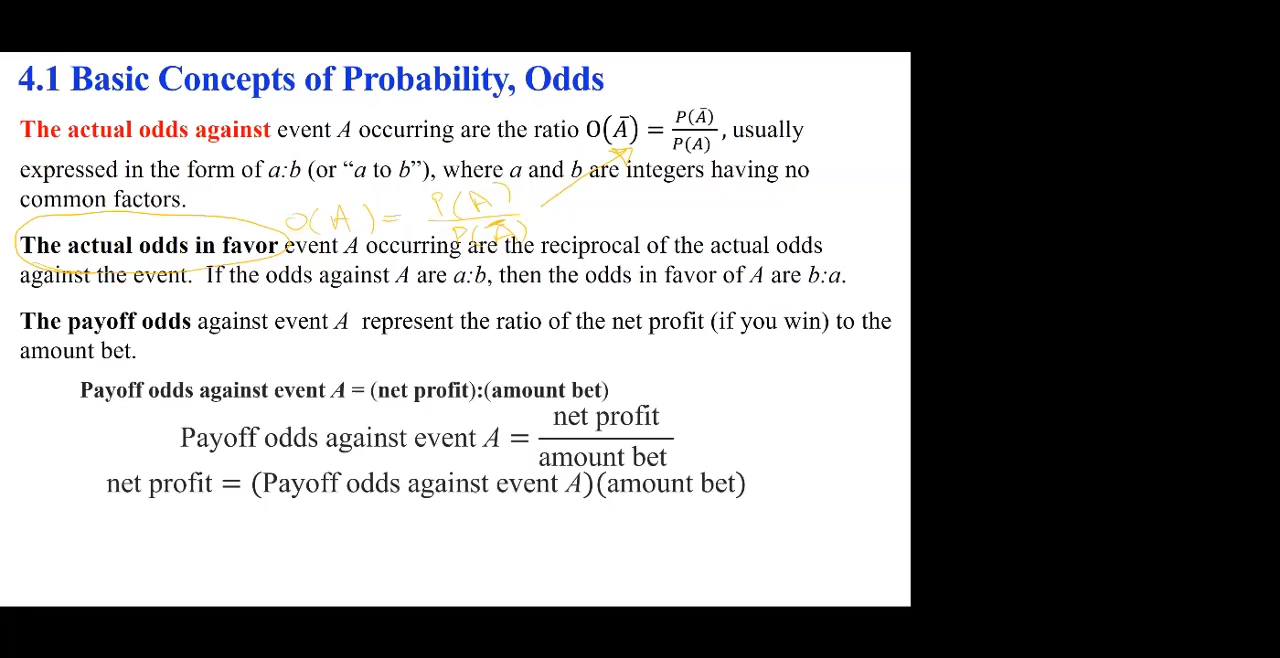 4.1 Basic Concepts of Probability, Odds
The actual odds against event A occurring are the ratio O(Ā) = P(Ā)/P(A), usually
expressed in the form of a:b (or “a to b”), where a and b are integers having no
common factors.
O(A) = P(A)/P(Ā)
The actual odds in favor event A occurring are the reciprocal of the actual odds
against the event. If the odds against A are a:b, then the odds in favor of A are b:a.
The payoff odds against event A represent the ratio of the net profit (if you win) to the
amount bet.
Payoff odds against event A = (net profit):(amount bet)
Payoff odds against event A = net profit/amount bet
net profit = (Payoff odds against event A)(amount bet)